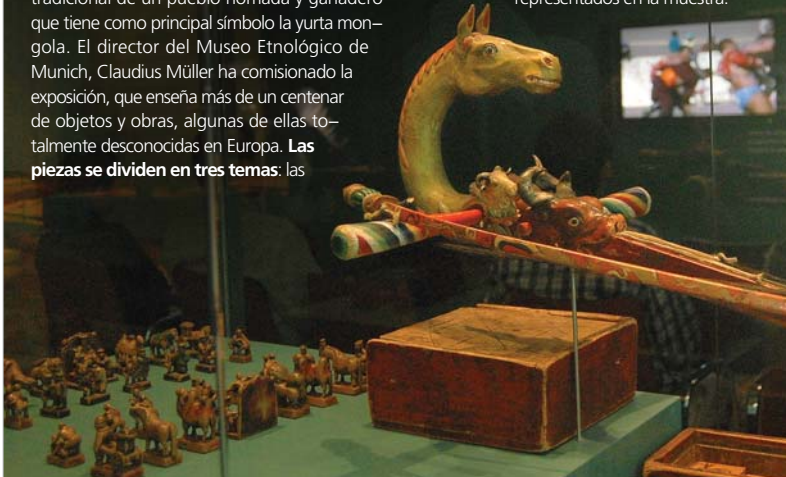 tradicional de un pueblo nómada y ganadero
que tiene como principal símbolo la yurta mon–
gola. El director del Museo Etnológico de
Munich, Claudius Müller ha comisionado la
exposición, que enseña más de un centenar
de objetos y obras, algunas de ellas to–
talmente desconocidas en Europa. Las
piezas se dividen en tres temas: las
representados en la muestra.